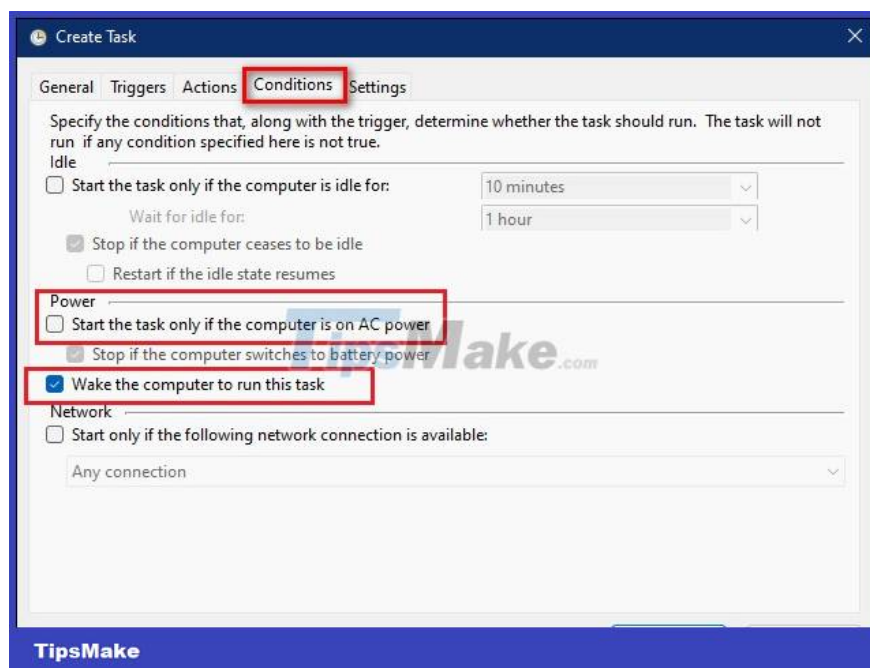 Create Task
General Triggers Actions Conditions Settings
Specify the conditions that, along with the trigger, determine whether the task should run. The task will not
run if any condition specified here is not true.
Idle
Start the task only if the computer is idle for:
10 minutes
Wait for idle for:
1 hour
Stop if the computer ceases to be idle
Restart if the idle state resumes
Power
Start the task only if the computer is on AC power
Stop if the computer switches to battery power
TipsMake.com
Wake the computer to run this task
Network
Start only if the following network connection is available:
Any connection
TipsMake